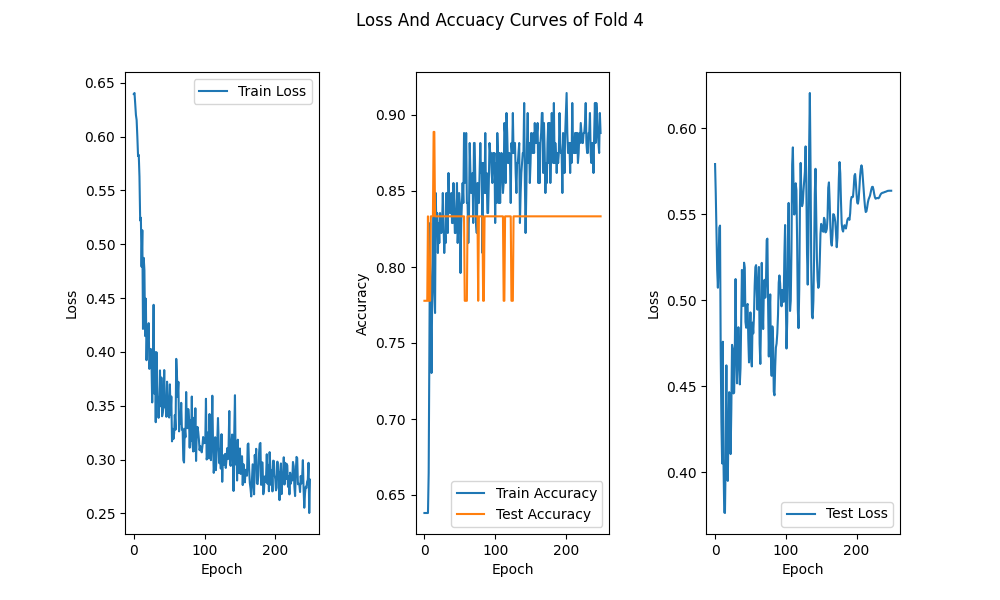 Loss And Accuacy Curves of Fold 4
0.65
0.60
0.55
0.50
0.45
0.40
0.35
0.30
0.25
Loss
0
100
200
Epoch
Train Loss
0.90
0.85
0.80
0.75
0.70
0.65
Accuracy
0
100
200
Epoch
Train Accuracy
Test Accuracy
0.60
0.55
0.50
0.45
0.40
Loss
0
100
200
Epoch
Test Loss